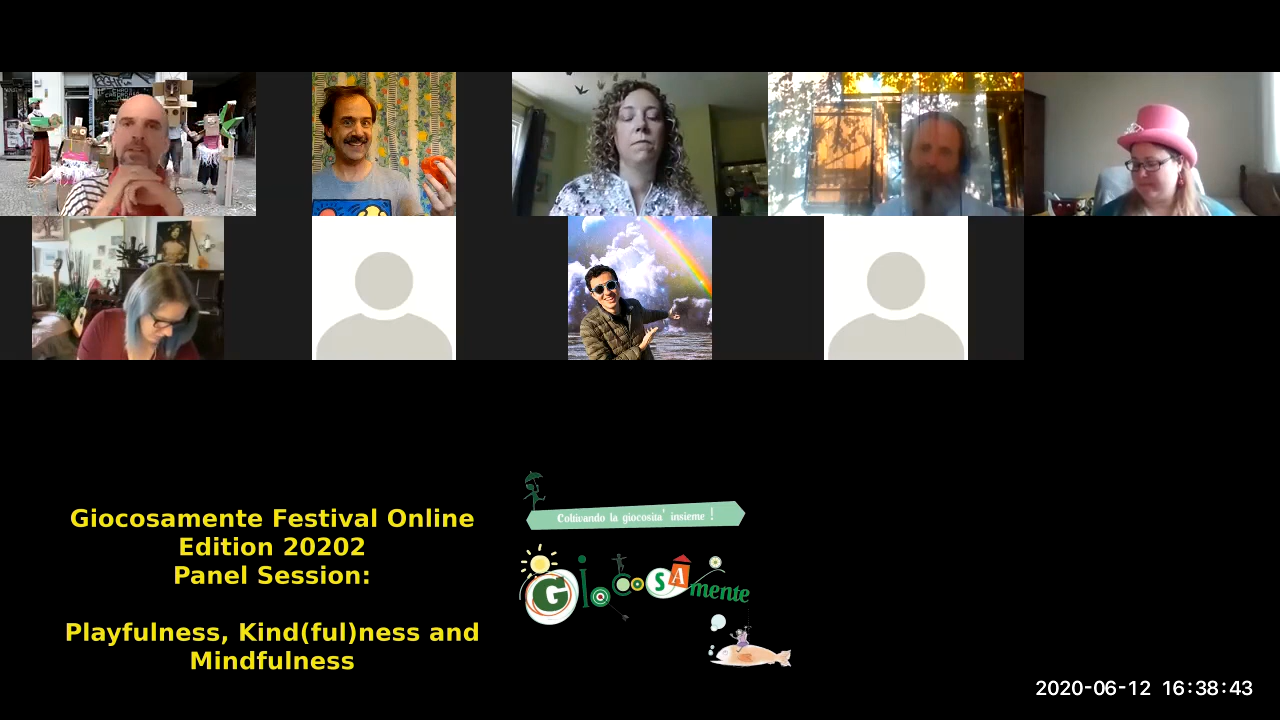 Giocosamente Festival Online
Edition 20202
Panel Session:
Playfulness, Kind(ful)ness and
Mindfulness
Coltivando la giocosita' insieme !
GiocosAmente
2020-06-12 16:38:43